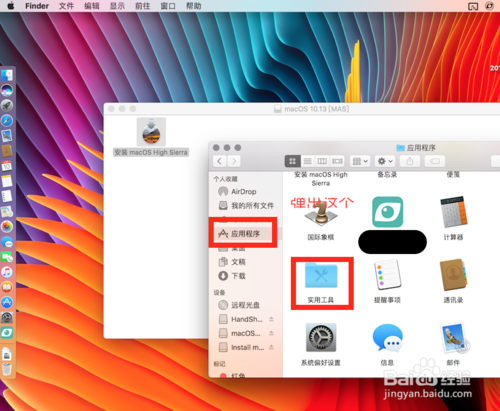 Finder 文件 编辑 显示 前往 窗口 帮助
20
macOS 10.13 [MAS]
安装 macOS High Sierra
应用程序
个人收藏
AirDrop
我的所有文件
应用程序
桌面
文稿
下载
设备
远程光盘
HandSh...
macOS...
Install m...
标记
红色
安装 macOS High
Sierra
备忘录
便笺
弹出这个
国际象棋
计算器
实用工具
提醒事项
通讯录
系统偏好设置
信息
邮件
Baidu 经验
jingyan.baidu.com